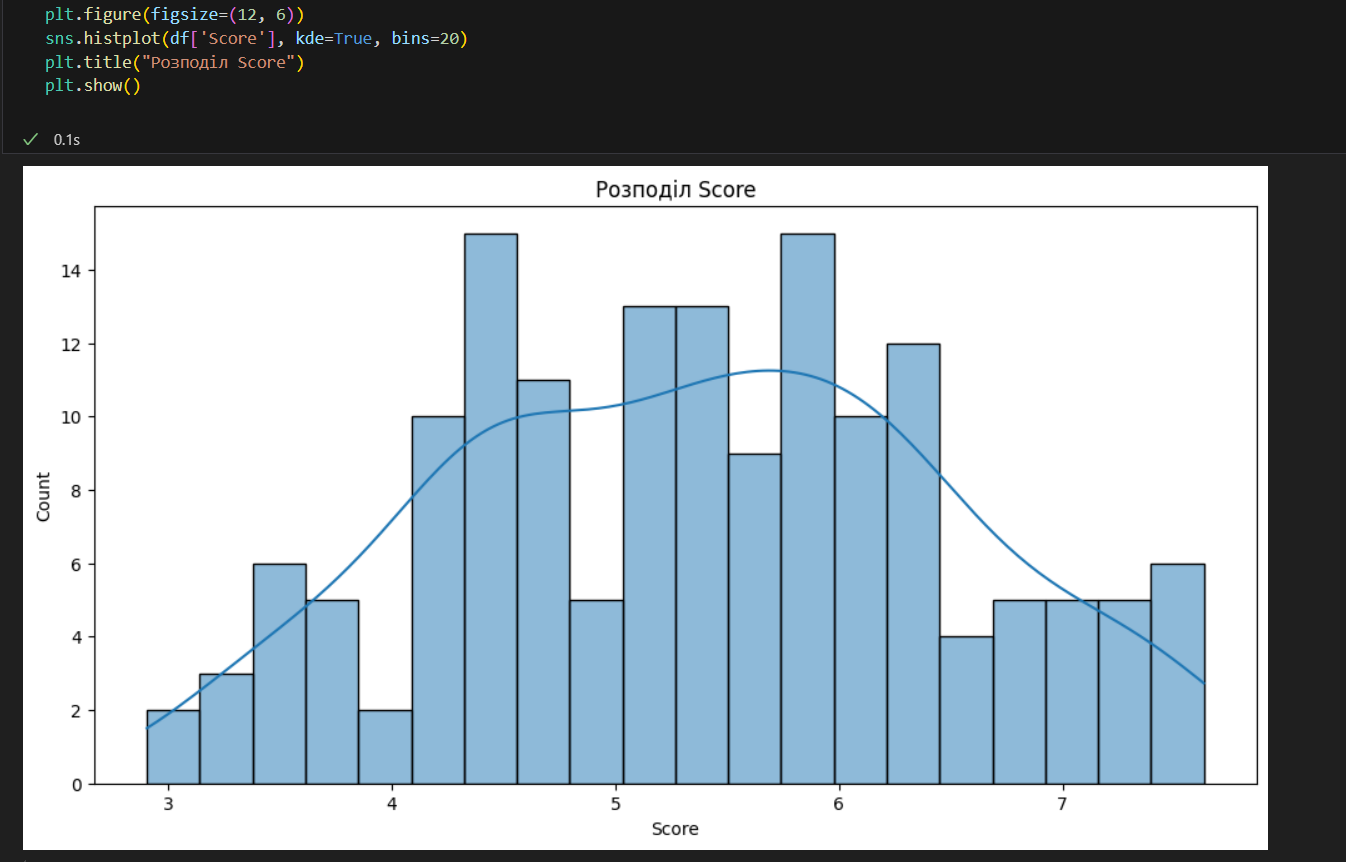 plt.figure(figsize=(12, 6))
sns.histplot(df['Score'], kde=True, bins=20)
plt.title("Розподіл Score")
plt.show()
0.1s
Розподіл Score
14
12
10
8
6
4
2
0
Count
3 4 5 6 7
Score